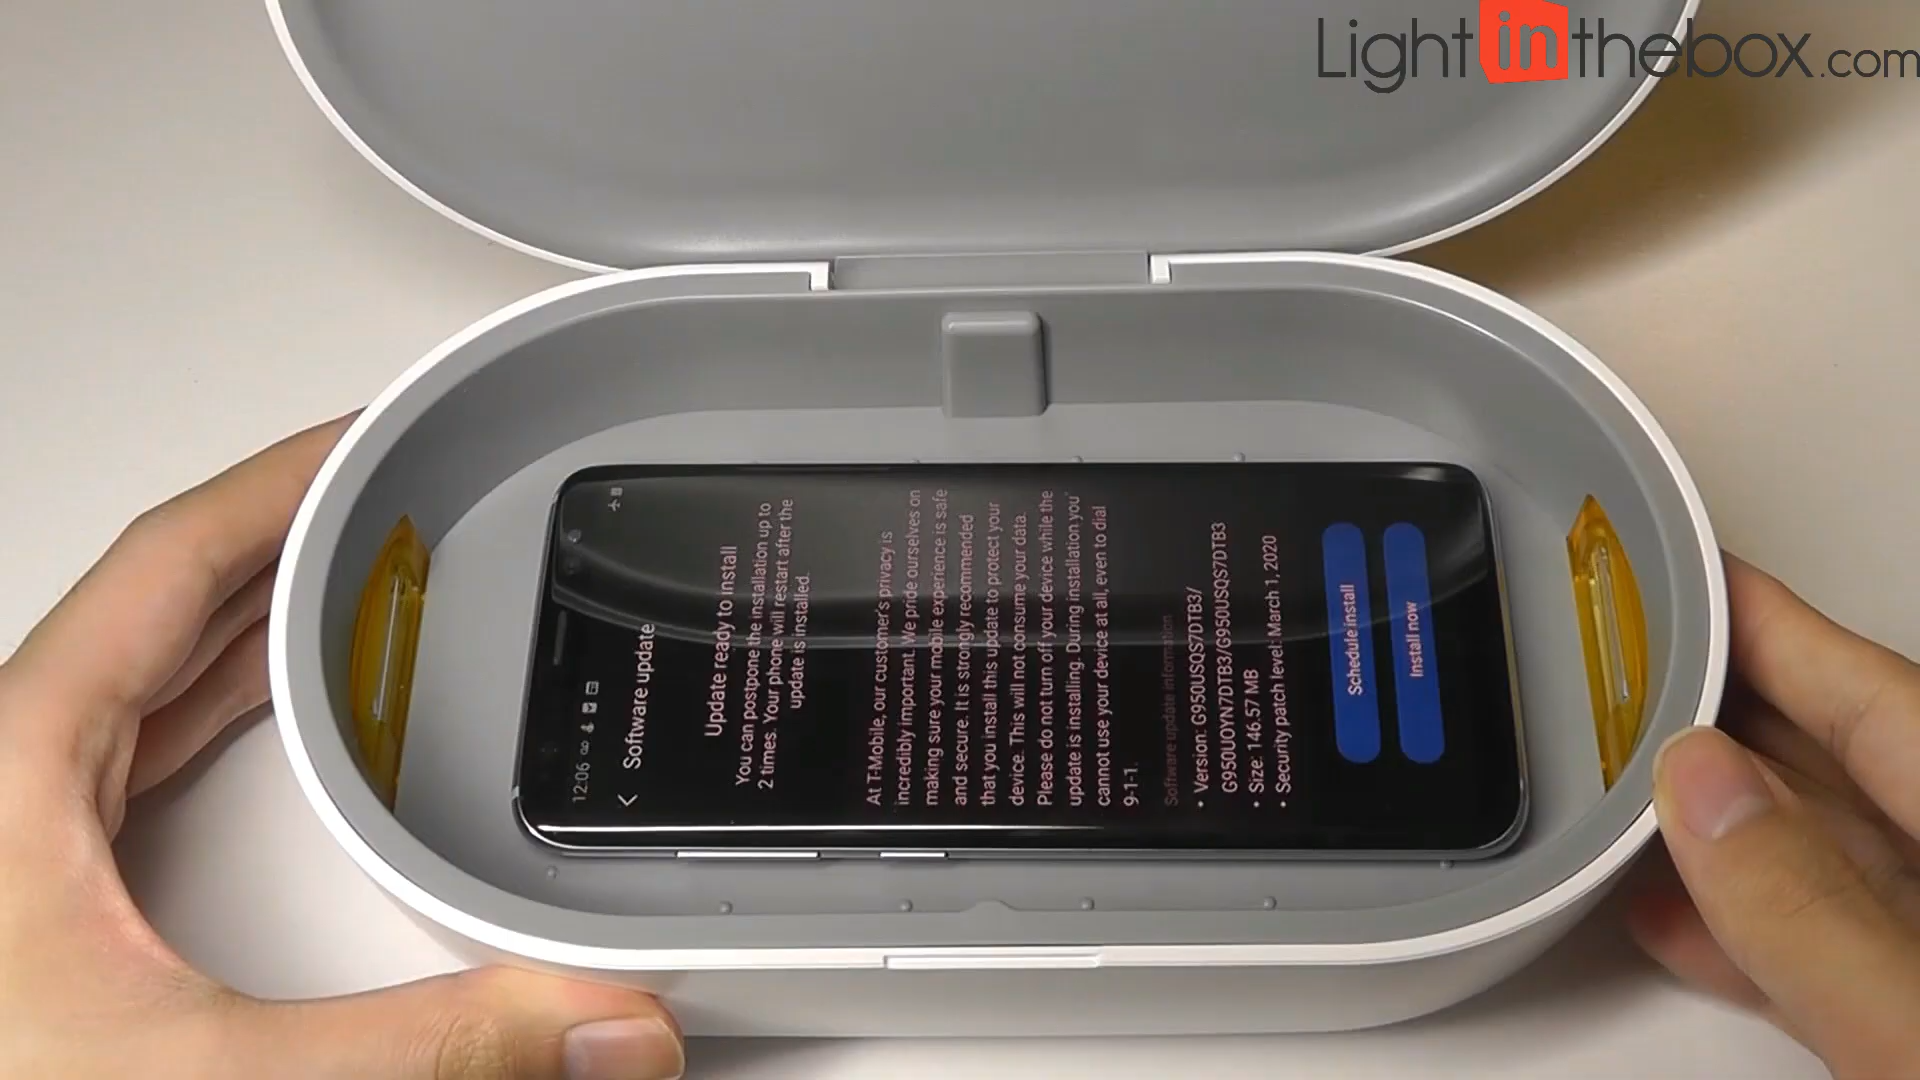 Lightinthebox.com
12:06
Software update
Update ready to install
You can postpone the installation up to
2 times. Your phone will restart after the
update is installed.
At T-Mobile, our customer's privacy is
incredibly important. We pride ourselves on
making sure your mobile experience is safe
and secure. It is strongly recommended
that you install this update to protect your
device. This will not consume your data.
Please do not turn off your device while the
update is installing. During installation you
cannot use your device at all, even to dial
9-1-1.
Software update information
• Version: G950USQS7DTB3/
G950UOYN7DTB3/G950USQS7DTB3
• Size: 146.57 MB
• Security patch level: March 1, 2020
Schedule install
Install now